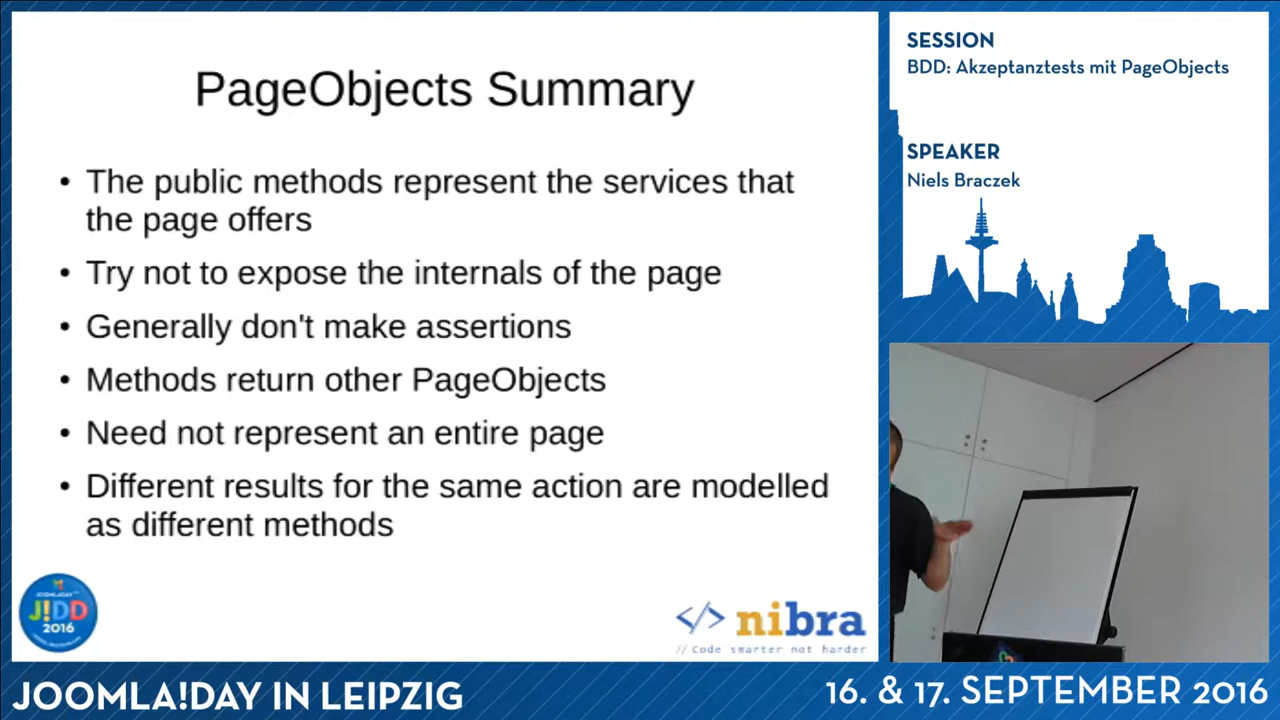 PageObjects Summary
• The public methods represent the services that
the page offers
• Try not to expose the internals of the page
• Generally don't make assertions
• Methods return other PageObjects
• Need not represent an entire page
• Different results for the same action are modelled
as different methods
JOOMLA!DAY
J!DD
2016
</> nibra
// Code smarter not harder
SESSION
BDD: Akzeptanztests mit PageObjects
SPEAKER
Niels Braczek
JOOMLA!DAY IN LEIPZIG
16. & 17. SEPTEMBER 2016